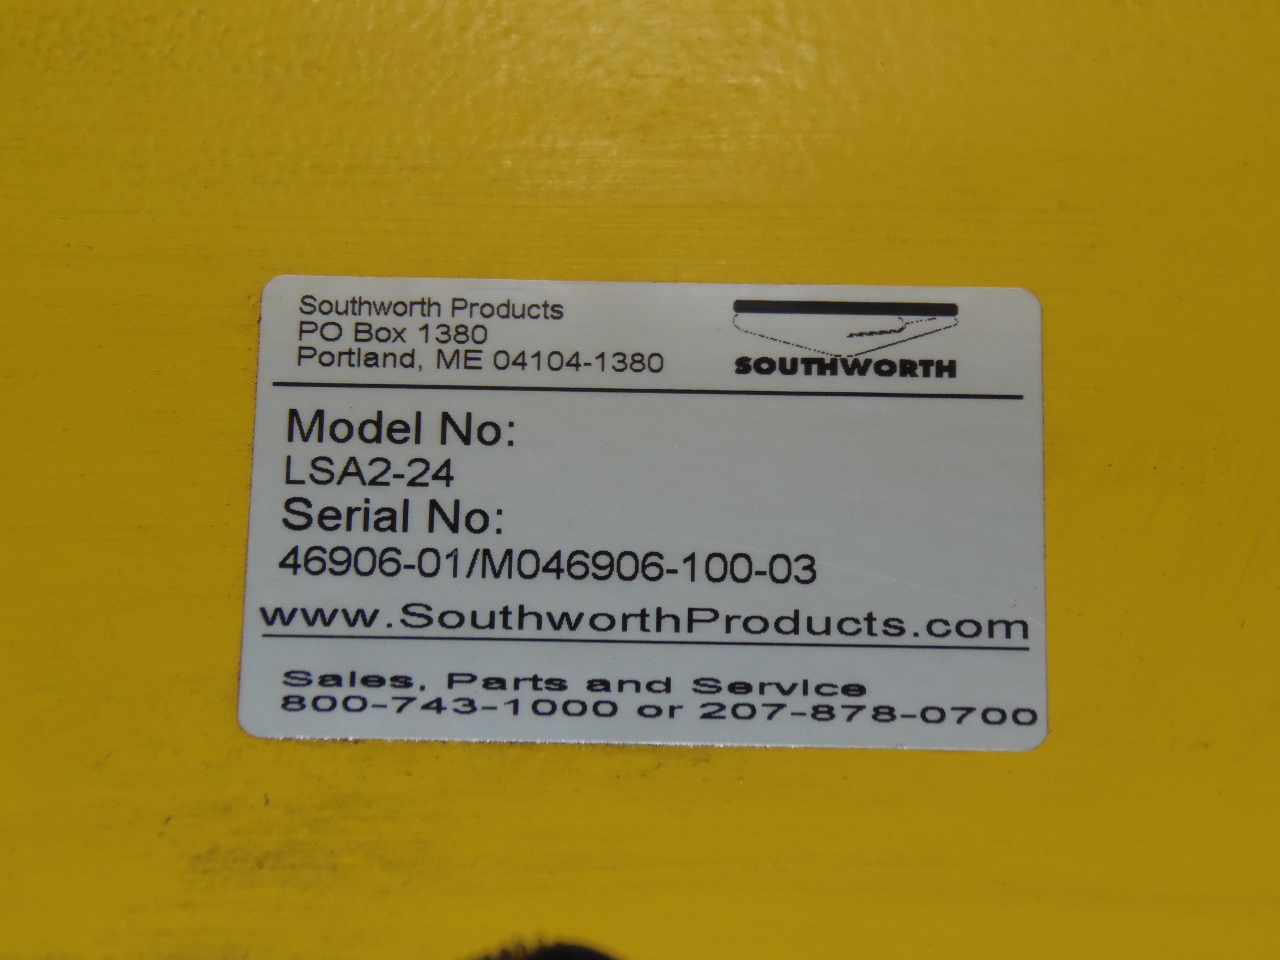 Southworth Products
PO Box 1380
Portland, ME 04104-1380
SOUTHWORTH
Model No:
LSA2-24
Serial No:
46906-01/M046906-100-03
www.SouthworthProducts.com
Sales, Parts and Service
800-743-1000 or 207-878-0700